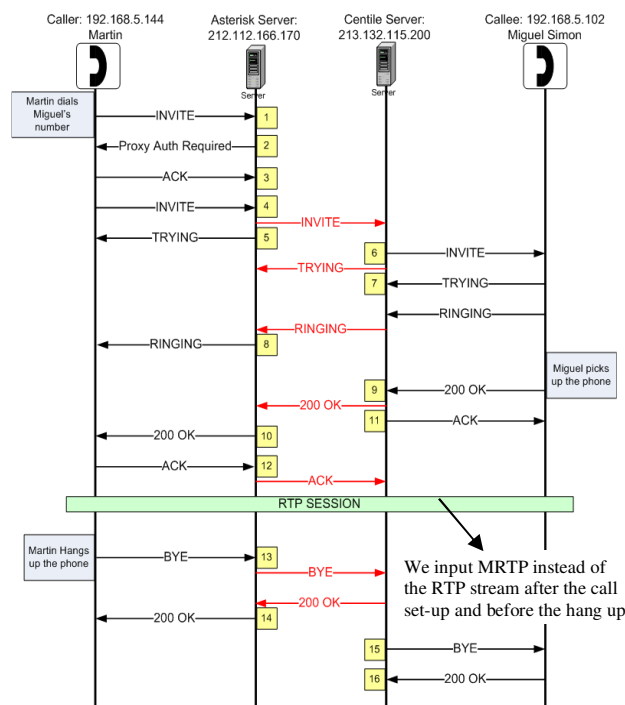 Caller: 192.168.5.144
Martin
Asterisk Server:
212.112.166.170
Centile Server:
213.132.115.200
Callee: 192.168.5.102
Miguel Simon
Server
Server
Martin dials
Miguel's
number
INVITE
1
Proxy Auth Required
2
ACK
3
INVITE
4
INVITE
TRYING
5
6
INVITE
TRYING
7
TRYING
RINGING
RINGING
RINGING
8
Miguel picks
up the phone
9
200 OK
200 OK
11
ACK
200 OK
10
ACK
12
ACK
RTP SESSION
Martin Hangs
up the phone
BYE
13
BYE
We input MRTP instead of
the RTP stream after the call
set-up and before the hang up
200 OK
200 OK
14
15
BYE
16
200 OK